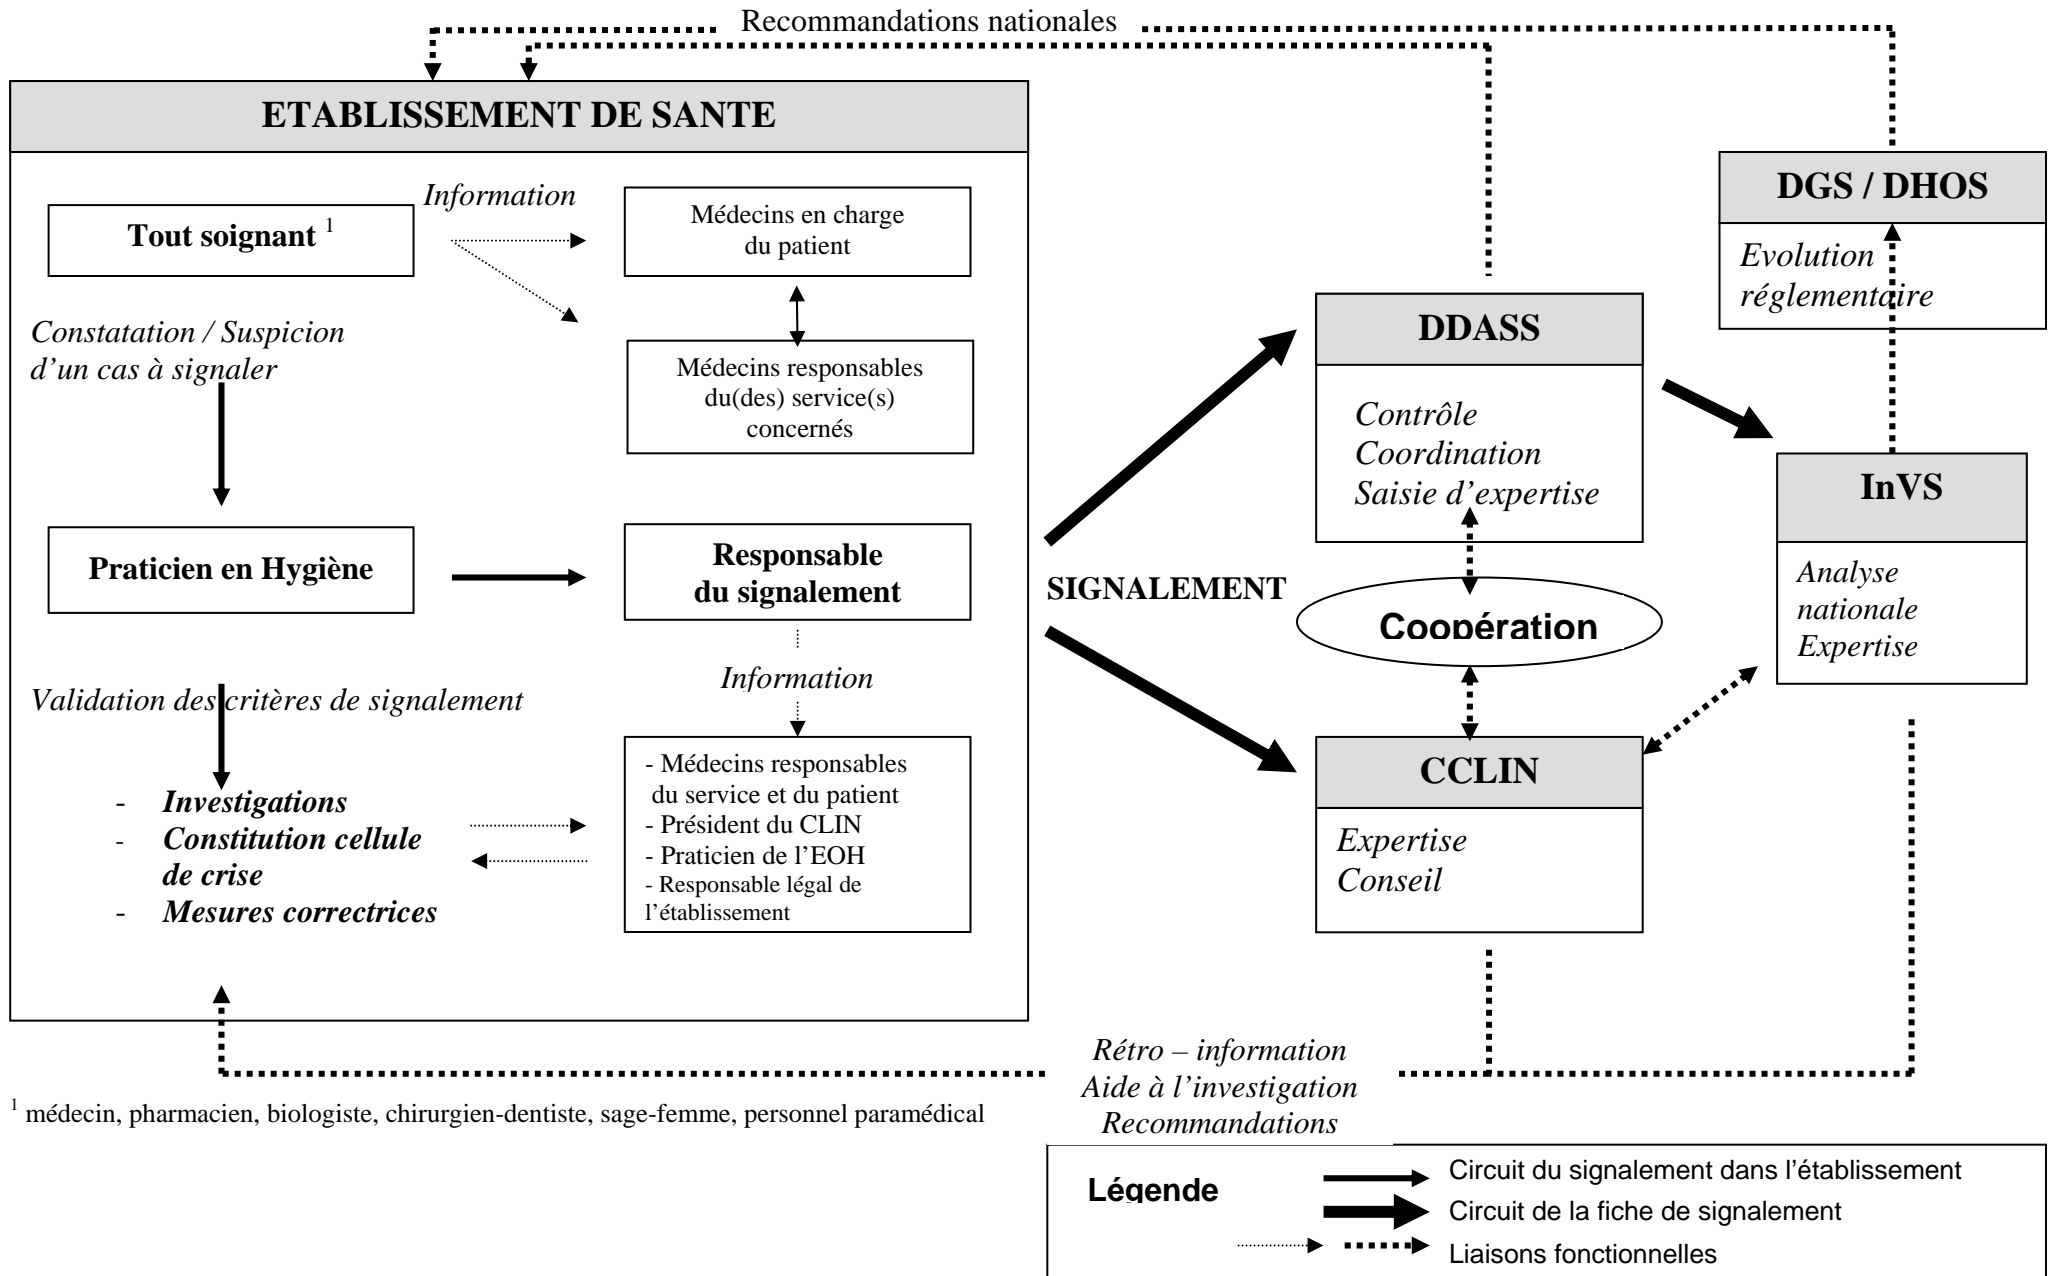 Recommandations nationales
ETABLISSEMENT DE SANTE
Tout soignant 1
Information
Médecins en charge
du patient
Constatation / Suspicion
d'un cas à signaler
Médecins responsables
du(des) service(s)
concernés
Praticien en Hygiène
Responsable
du signalement
Validation des critères de signalement
Information
- Investigations
- Constitution cellule
de crise
- Mesures correctrices
- Médecins responsables
du service et du patient
- Président du CLIN
- Praticien de l'EOH
- Responsable légal de
l'établissement
SIGNALEMENT
DDASS
Contrôle
Coordination
Saisie d'expertise
Coopération
CCLIN
Expertise
Conseil
DGS / DHOS
Evolution
réglementaire
InVS
Analyse
nationale
Expertise
Rétro – information
Aide à l'investigation
Recommandations
1 médecin, pharmacien, biologiste, chirurgien-dentiste, sage-femme, personnel paramédical
Légende
Circuit du signalement dans l'établissement
Circuit de la fiche de signalement
Liaisons fonctionnelles